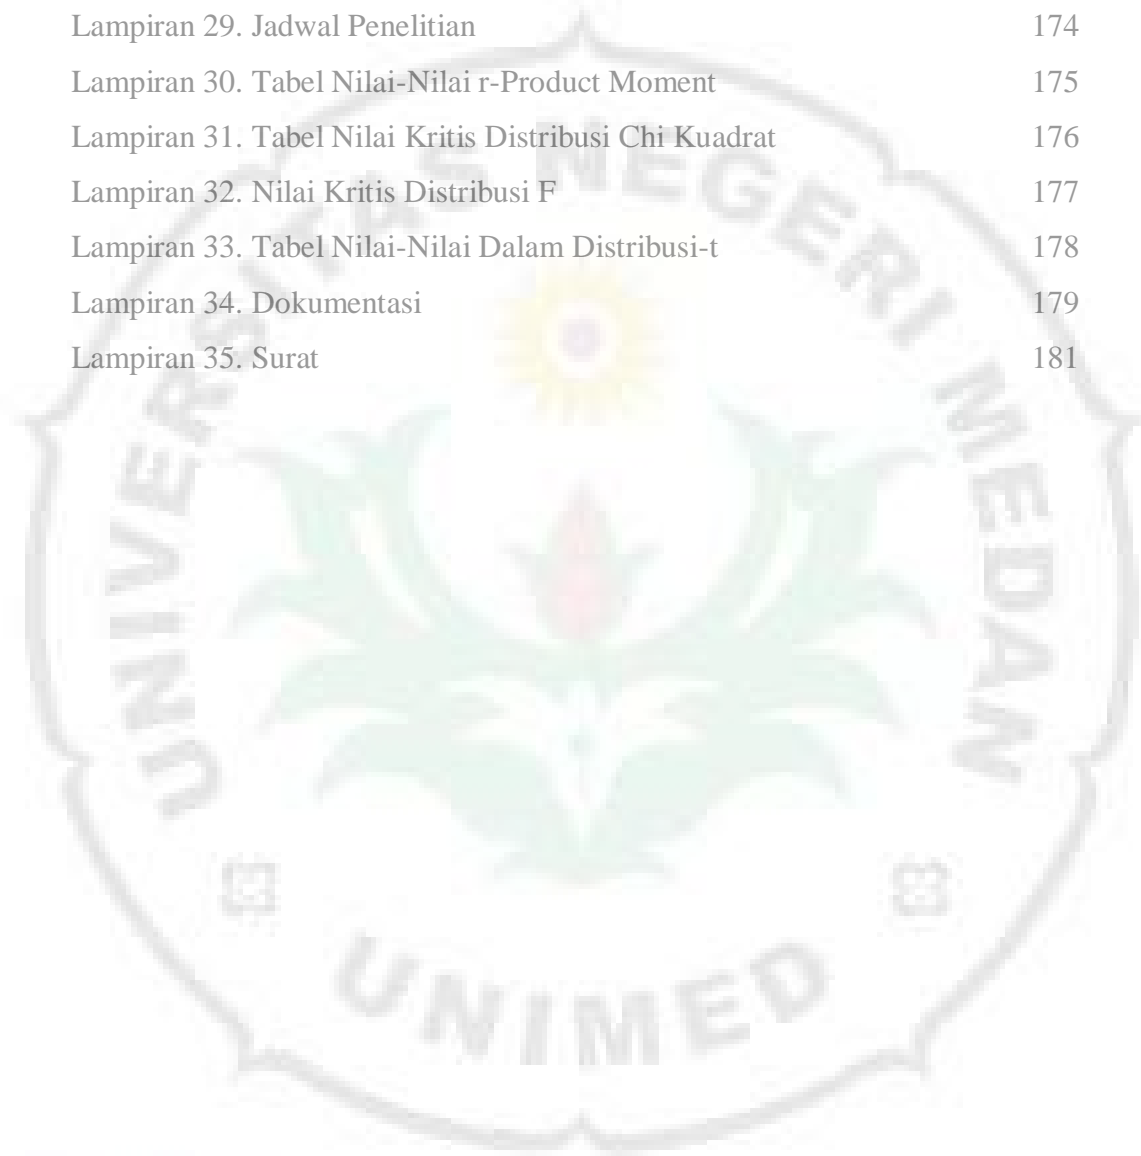 Lampiran 29. Jadwal Penelitian 174
Lampiran 30. Tabel Nilai-Nilai r-Product Moment 175
Lampiran 31. Tabel Nilai Kritis Distribusi Chi Kuadrat 176
Lampiran 32. Nilai Kritis Distribusi F 177
Lampiran 33. Tabel Nilai-Nilai Dalam Distribusi-t 178
Lampiran 34. Dokumentasi 179
Lampiran 35. Surat 181
UNIVERSITAS NEGERI MEDAN
UNIMED